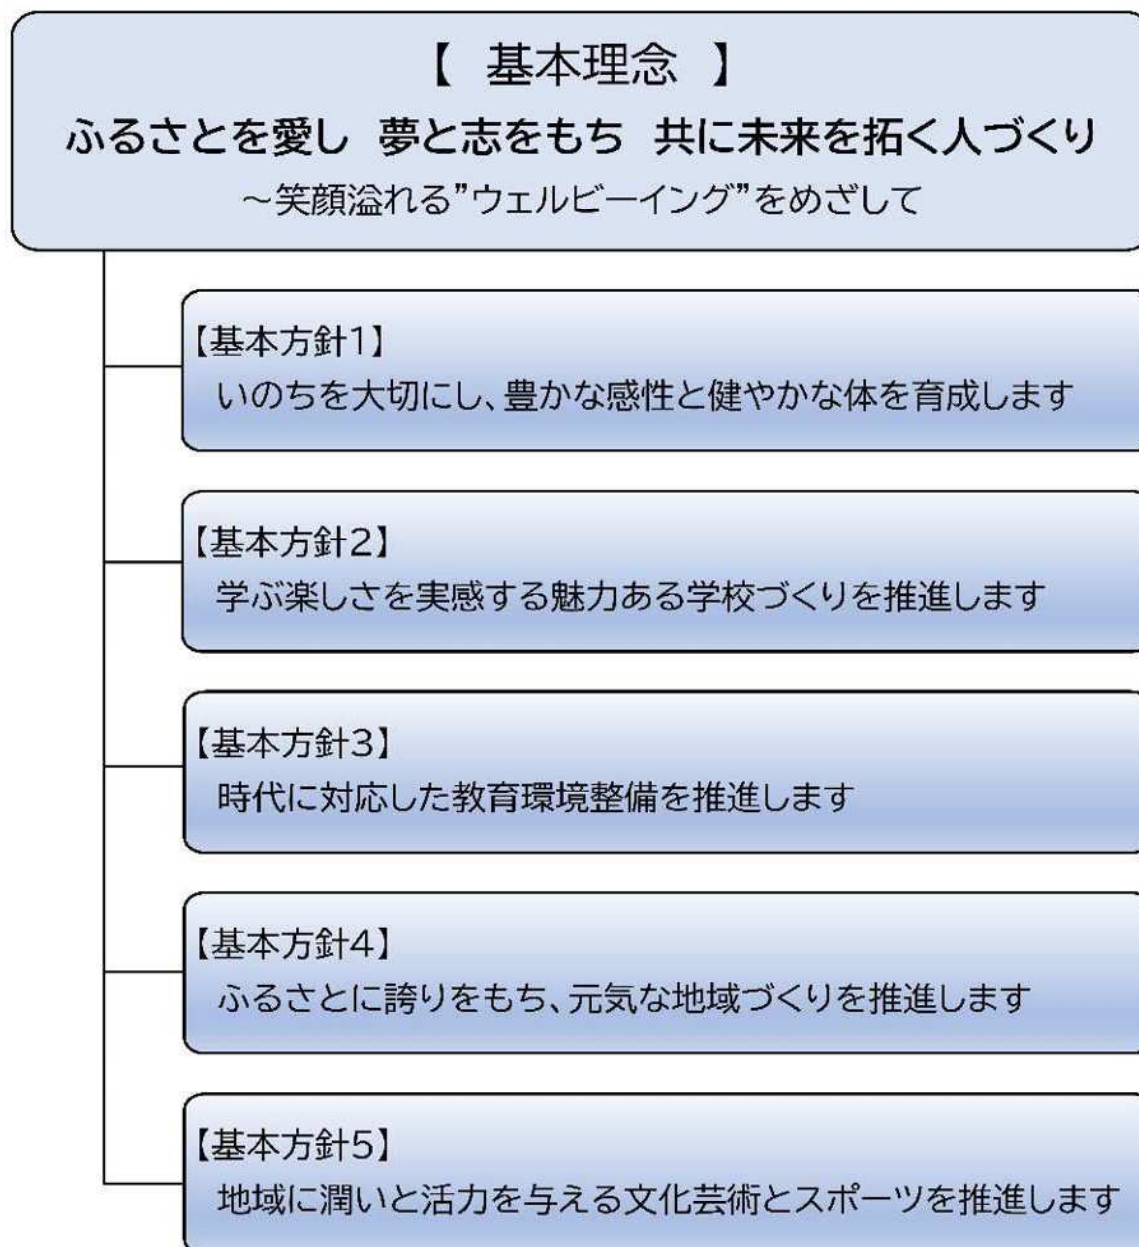 【 基本理念 】
ふるさとを愛し 夢と志をもち 共に未来を拓く人づくり
～笑顔溢れる”ウェルビーイング”をめざして
【基本方針1】
いのちを大切にし、豊かな感性と健やかな体を育成します
【基本方針2】
学ぶ楽しさを実感する魅力ある学校づくりを推進します
【基本方針3】
時代に対応した教育環境整備を推進します
【基本方針4】
ふるさとに誇りをもち、元気な地域づくりを推進します
【基本方針5】
地域に潤いと活力を与える文化芸術とスポーツを推進します